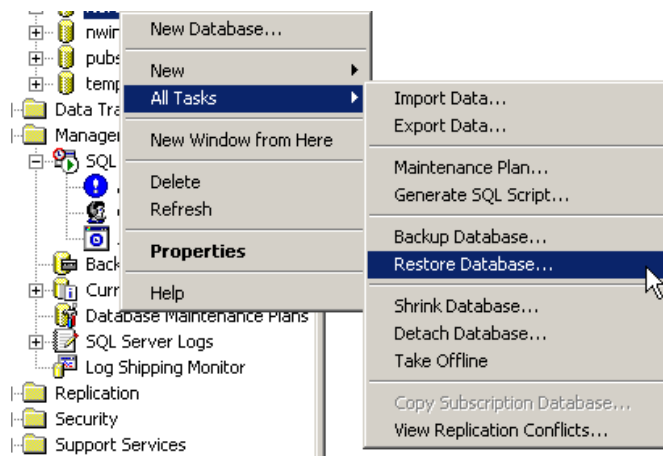 nwin
pubs
temp
Data Tra
Manager
SQL
Back
Curr
Database Maintenance Plans
SQL Server Logs
Log Shipping Monitor
Replication
Security
Support Services
New Database...
New
All Tasks
New Window from Here
Delete
Refresh
Properties
Help
Import Data...
Export Data...
Maintenance Plan...
Generate SQL Script...
Backup Database...
Restore Database...
Shrink Database...
Detach Database...
Take Offline
Copy Subscription Database...
View Replication Conflicts...